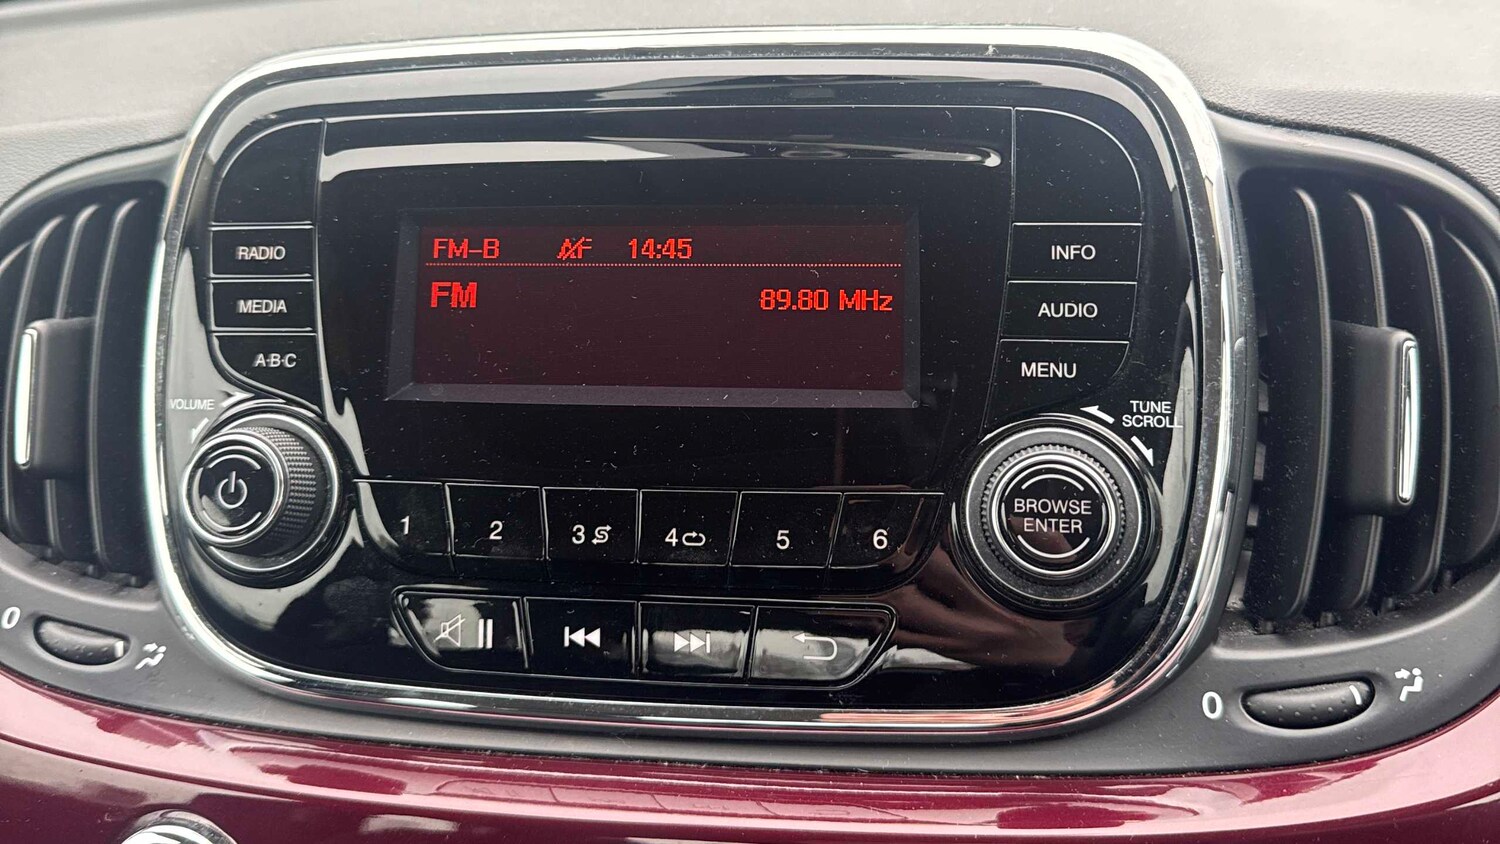 FM-B AF 14:45
FM 89.80 MHz
RADIO
MEDIA
A·B·C
VOLUME
INFO
AUDIO
MENU
TUNE
SCROLL
BROWSE
ENTER
1 2 3 4 5 6
0
0